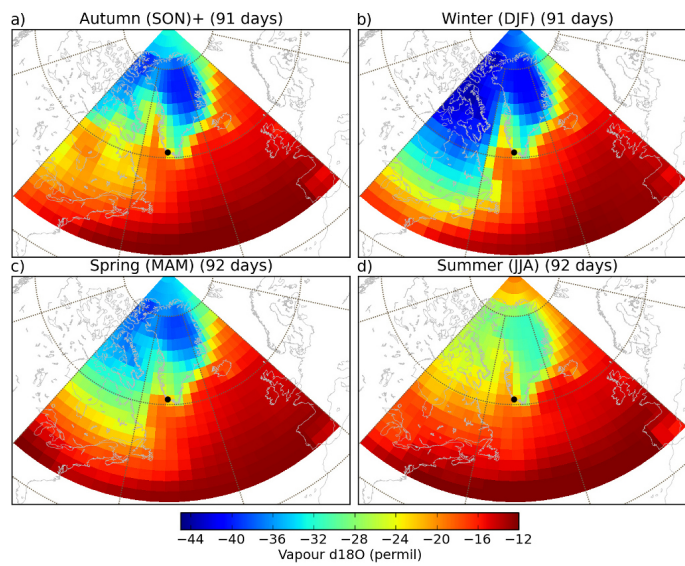 a) Autumn (SON)+ (91 days)
b) Winter (DJF) (91 days)
c) Spring (MAM) (92 days)
d) Summer (JJA) (92 days)
−44 −40 −36 −32 −28 −24 −20 −16 −12
Vapour d18O (permil)